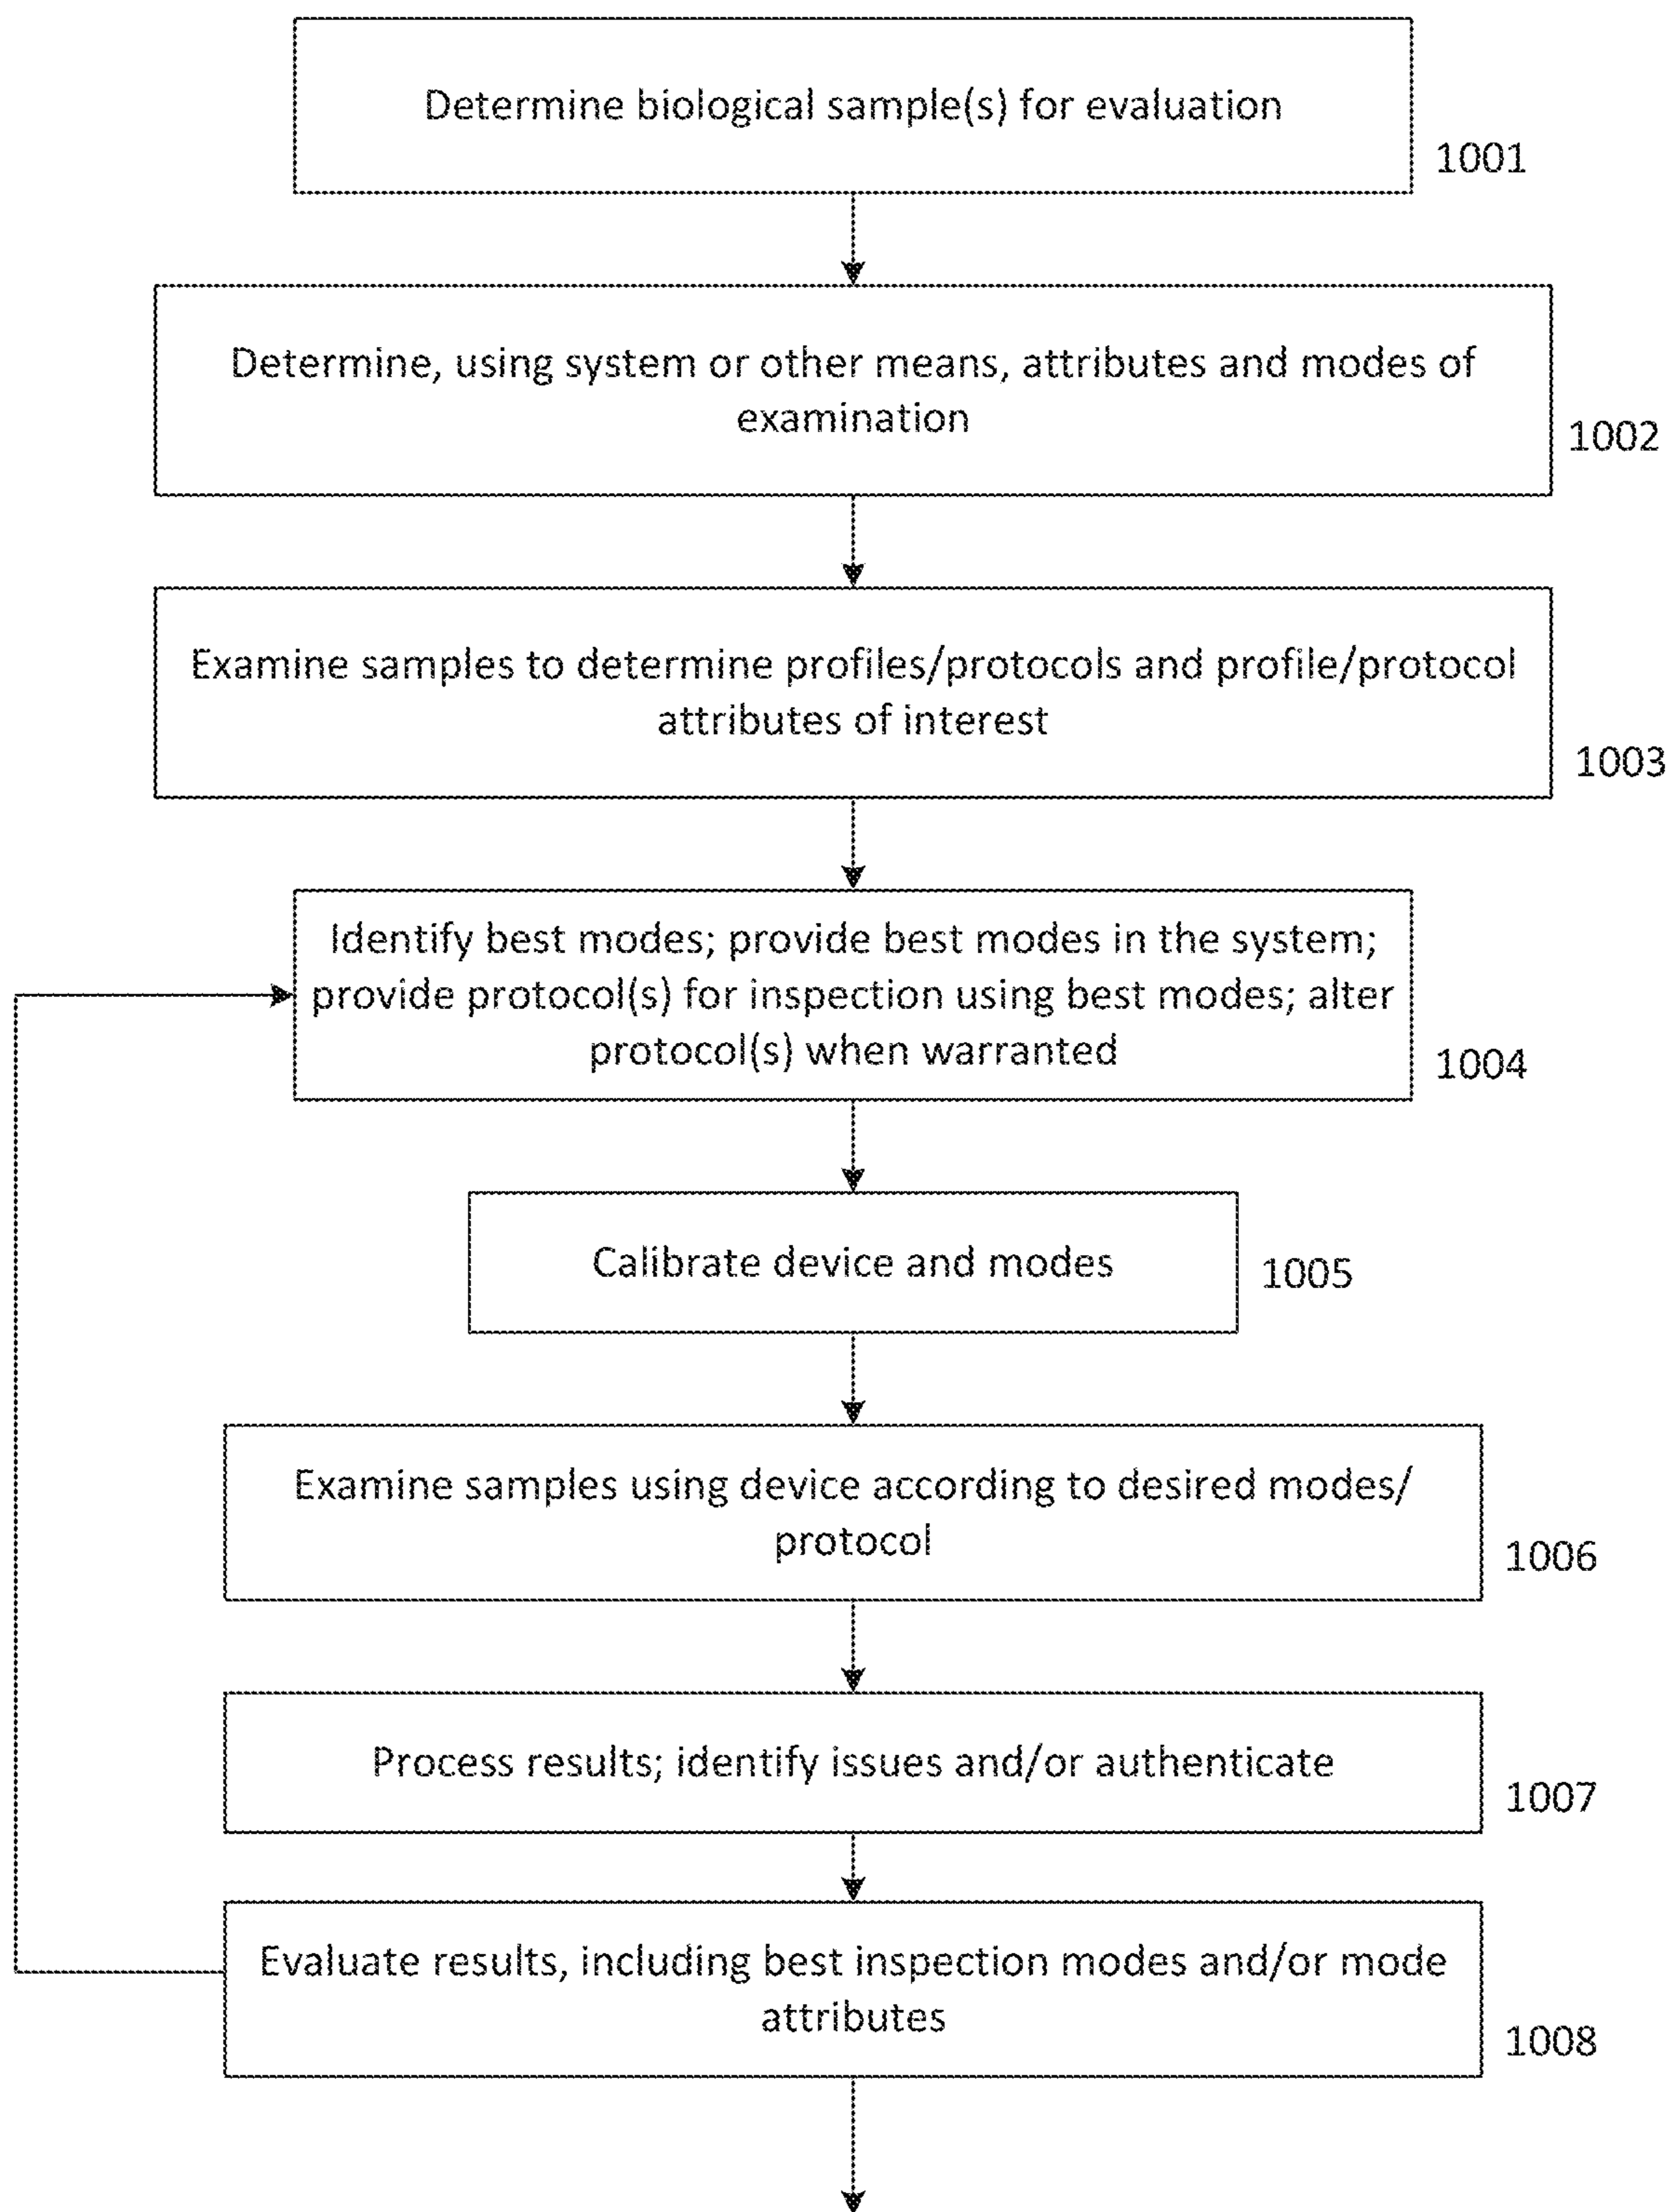 Determine biological sample(s) for evaluation
1001
Determine, using system or other means, attributes and modes of
examination
1002
Examine samples to determine profiles/protocols and profile/protocol
attributes of interest
1003
Identify best modes; provide best modes in the system;
provide protocol(s) for inspection using best modes; alter
protocol(s) when warranted
1004
Calibrate device and modes
1005
Examine samples using device according to desired modes/
protocol
1006
Process results; identify issues and/or authenticate
1007
Evaluate results, including best inspection modes and/or mode
attributes
1008